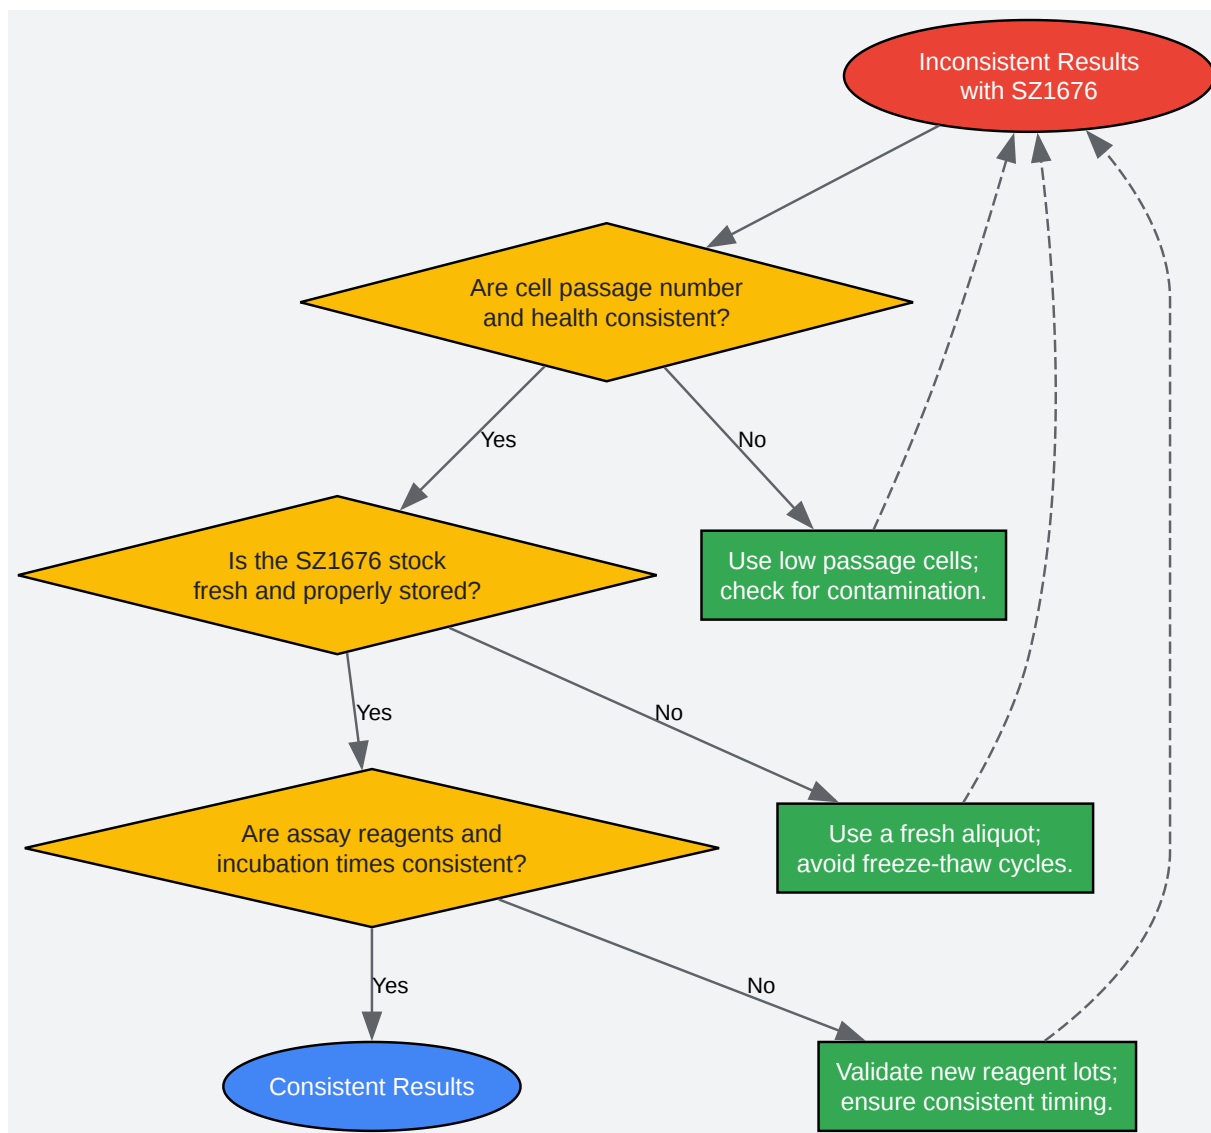 Inconsistent Results
with SZ1676
Are cell passage number
and health consistent?
Yes
No
Is the SZ1676 stock
fresh and properly stored?
Use low passage cells;
check for contamination.
Yes
No
Are assay reagents and
incubation times consistent?
Use a fresh aliquot;
avoid freeze-thaw cycles.
Yes
No
Consistent Results
Validate new reagent lots;
ensure consistent timing.